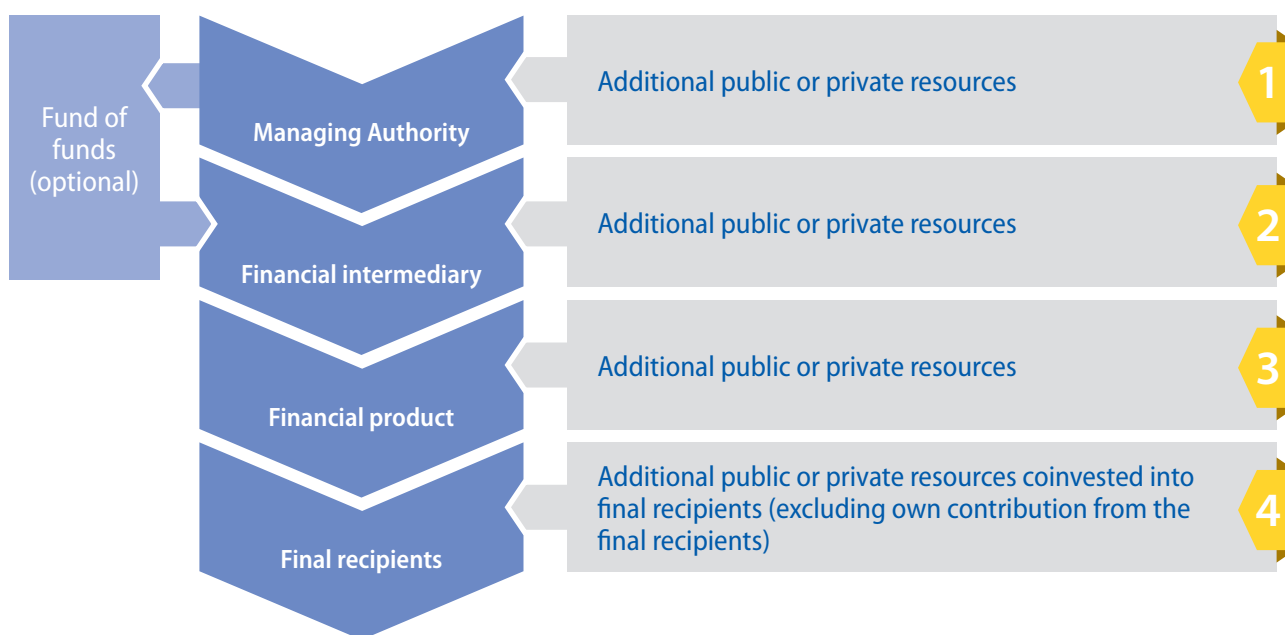 Fund of
funds
(optional)
Managing Authority
Additional public or private resources
1
Financial intermediary
Additional public or private resources
2
Financial product
Additional public or private resources
3
Final recipients
Additional public or private resources coinvested into
final recipients (excluding own contribution from the
final recipients)
4